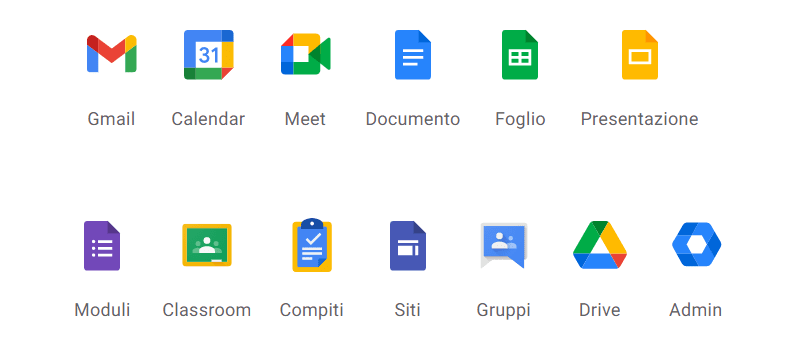 31
Gmail Calendar Meet Documento Foglio Presentazione
Moduli Classroom Compiti Siti Gruppi Drive Admin